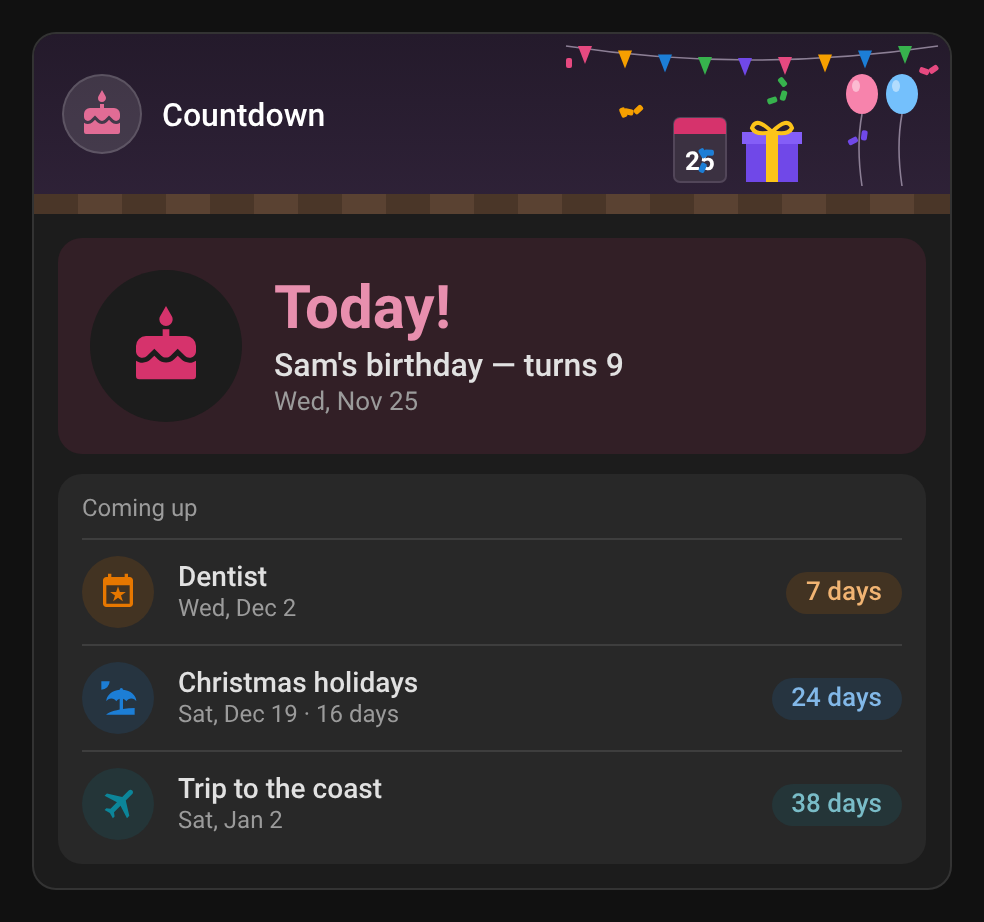 Countdown
25
Today!
Sam's birthday — turns 9
Wed, Nov 25
Coming up
Dentist
Wed, Dec 2
7 days
Christmas holidays
Sat, Dec 19 · 16 days
24 days
Trip to the coast
Sat, Jan 2
38 days